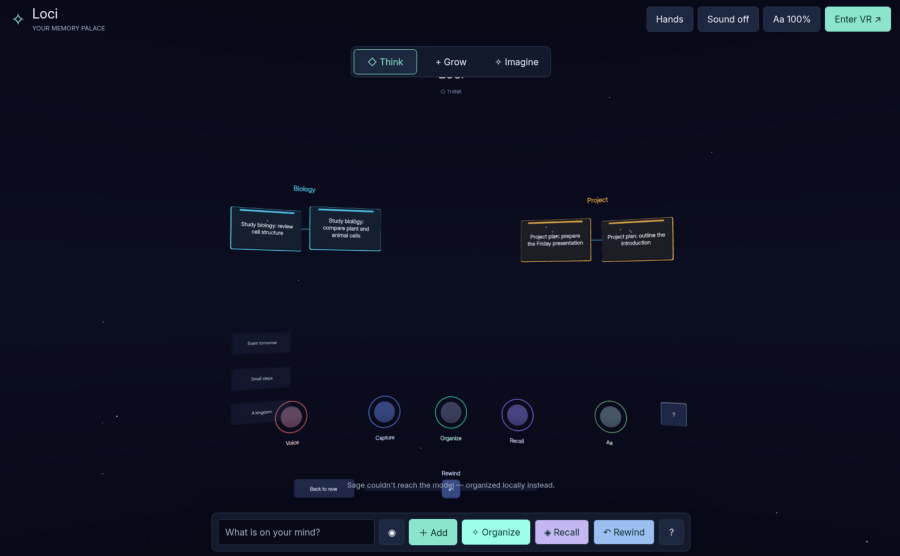 Loci
YOUR MEMORY PALACE
Hands
Sound off
Aa 100%
Enter VR ↗
◇ Think
+ Grow
✧ Imagine
◇ THINK
Biology
Study biology: review
cell structure
Study biology:
compare plant and
animal cells
Project
Project plan: prepare
the Friday presentation
Project plan: outline the
introduction
Exam tomorrow
Small steps
A kingdom
Voice
Capture
Organize
Recall
Aa
?
Rewind
Back to now
Sage couldn't reach the model — organized locally instead.
What is on your mind?
+ Add
✧ Organize
◈ Recall
↶ Rewind
?